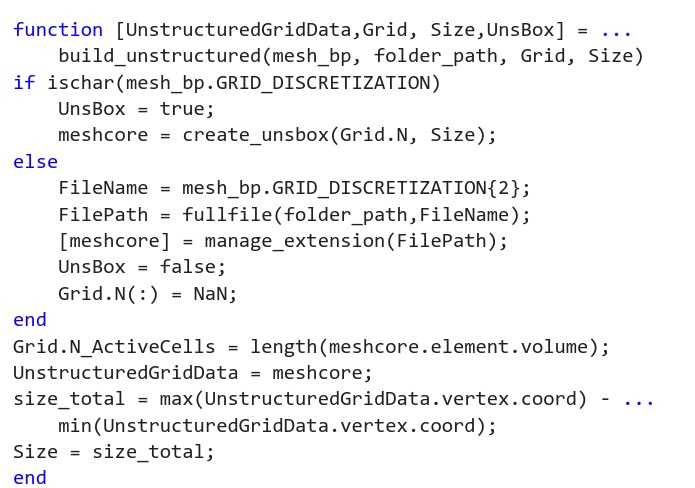 function [UnstructuredGridData,Grid, Size,UnsBox] = ...
    build_unstructured(mesh_bp, folder_path, Grid, Size)
if ischar(mesh_bp.GRID_DISCRETIZATION)
    UnsBox = true;
    meshcore = create_unsbox(Grid.N, Size);
else
    FileName = mesh_bp.GRID_DISCRETIZATION{2};
    FilePath = fullfile(folder_path,FileName);
    [meshcore] = manage_extension(FilePath);
    UnsBox = false;
    Grid.N(:) = NaN;
end
Grid.N_ActiveCells = length(meshcore.element.volume);
UnstructuredGridData = meshcore;
size_total = max(UnstructuredGridData.vertex.coord) - ...
    min(UnstructuredGridData.vertex.coord);
Size = size_total;
end